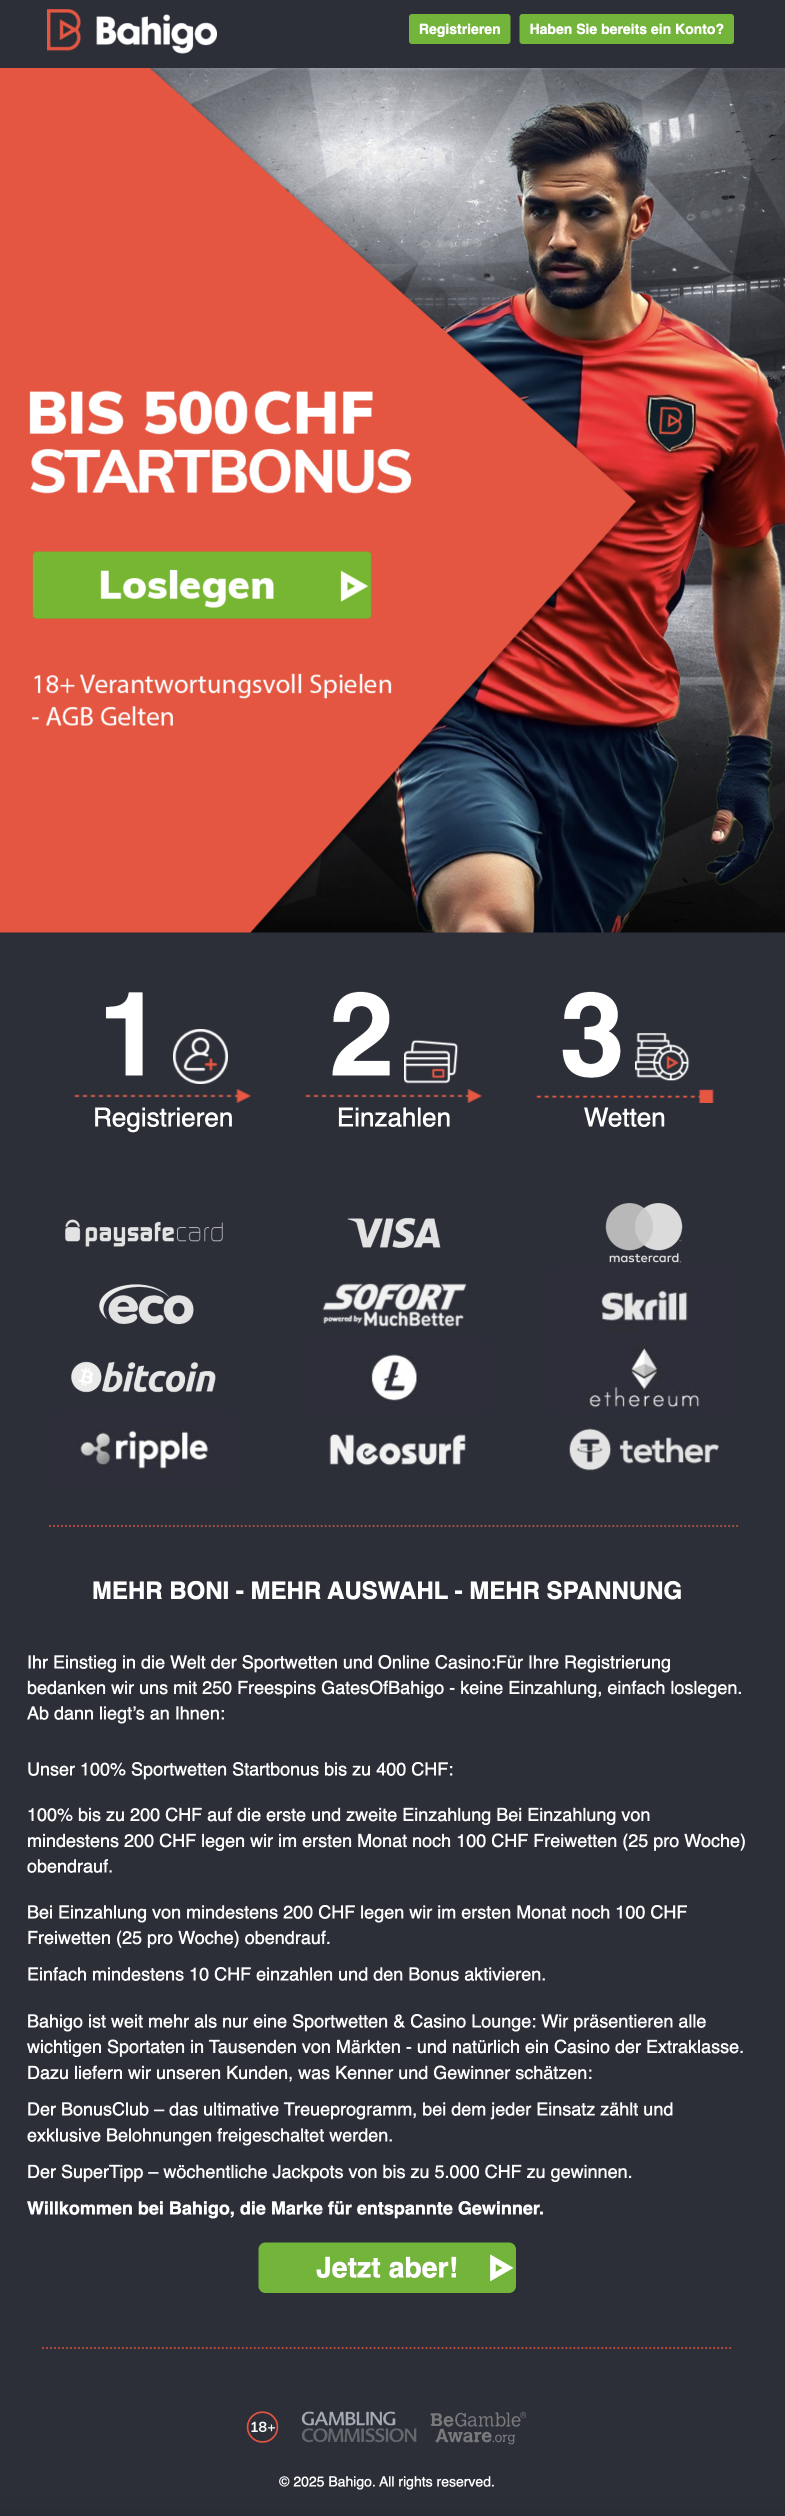 Bahigo
Registrieren
Haben Sie bereits ein Konto?
BIS 500 CHF
STARTBONUS
Loslegen
18+ Verantwortungsvoll Spielen
- AGB Gelten
1
2
3
Registrieren
Einzahlen
Wetten
paysafecard
VISA
mastercard.
eco
SOFORT
powered by MuchBetter
Skrill
bitcoin
ethereum
ripple
Neosurf
tether
MEHR BONI - MEHR AUSWAHL - MEHR SPANNUNG
Ihr Einstieg in die Welt der Sportwetten und Online Casino:Für Ihre Registrierung
bedanken wir uns mit 250 Freespins GatesOfBahigo - keine Einzahlung, einfach loslegen.
Ab dann liegt’s an Ihnen:
Unser 100% Sportwetten Startbonus bis zu 400 CHF:
100% bis zu 200 CHF auf die erste und zweite Einzahlung Bei Einzahlung von
mindestens 200 CHF legen wir im ersten Monat noch 100 CHF Freiwetten (25 pro Woche)
obendrauf.
Bei Einzahlung von mindestens 200 CHF legen wir im ersten Monat noch 100 CHF
Freiwetten (25 pro Woche) obendrauf.
Einfach mindestens 10 CHF einzahlen und den Bonus aktivieren.
Bahigo ist weit mehr als nur eine Sportwetten & Casino Lounge: Wir präsentieren alle
wichtigen Sportaten in Tausenden von Märkten - und natürlich ein Casino der Extraklasse.
Dazu liefern wir unseren Kunden, was Kenner und Gewinner schätzen:
Der BonusClub – das ultimative Treueprogramm, bei dem jeder Einsatz zählt und
exklusive Belohnungen freigeschaltet werden.
Der SuperTipp – wöchentliche Jackpots von bis zu 5.000 CHF zu gewinnen.
Willkommen bei Bahigo, die Marke für entspannte Gewinner.
Jetzt aber!
18+
GAMBLING
COMMISSION
BeGamble®
Aware.org
© 2025 Bahigo. All rights reserved.